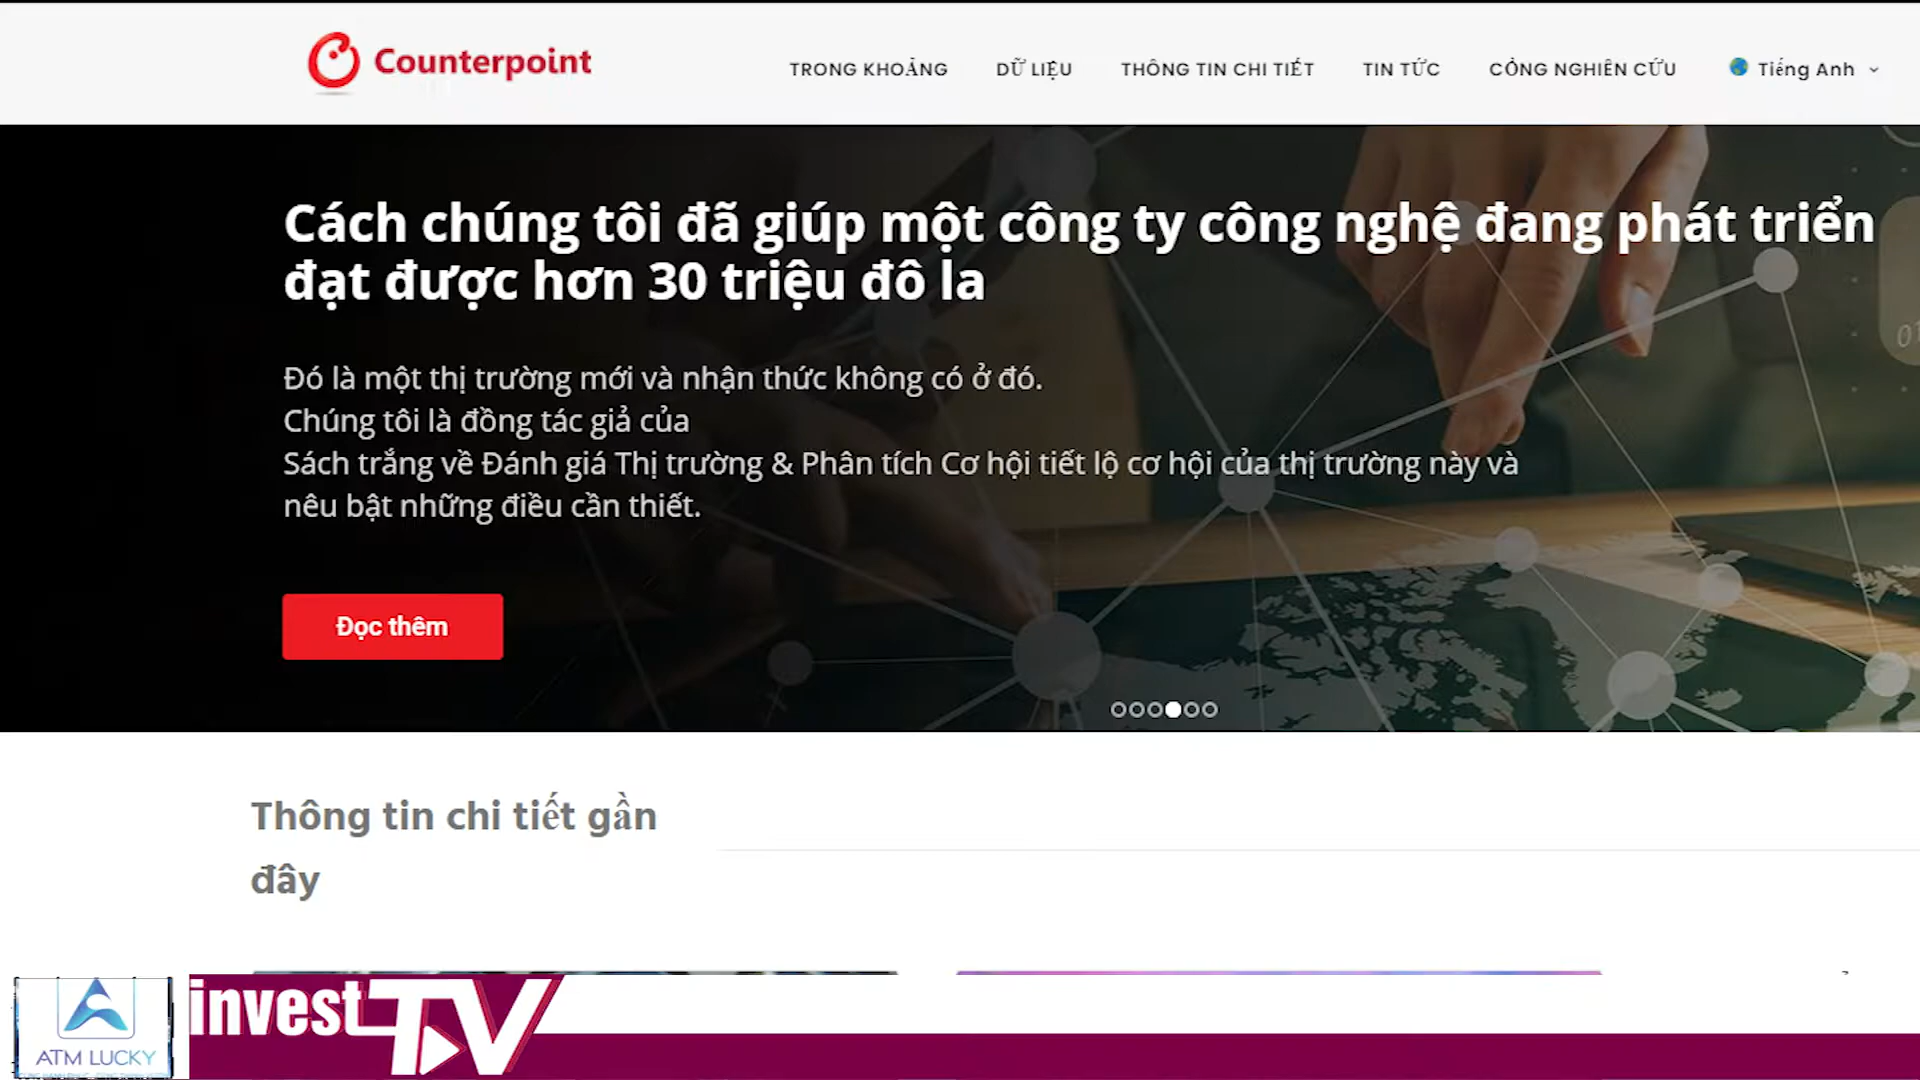 Counterpoint
TRONG KHOẢNG DỮ LIỆU THÔNG TIN CHI TIẾT TIN TỨC CỔNG NGHIÊN CỨU Tiếng Anh
Cách chúng tôi đã giúp một công ty công nghệ đang phát triển
đạt được hơn 30 triệu đô la
Đó là một thị trường mới và nhận thức không có ở đó.
Chúng tôi là đồng tác giả của
Sách trắng về Đánh giá Thị trường & Phân tích Cơ hội tiết lộ cơ hội của thị trường này và
nêu bật những điều cần thiết.
Đọc thêm
Thông tin chi tiết gần
đây
invest TV
ATM LUCKY